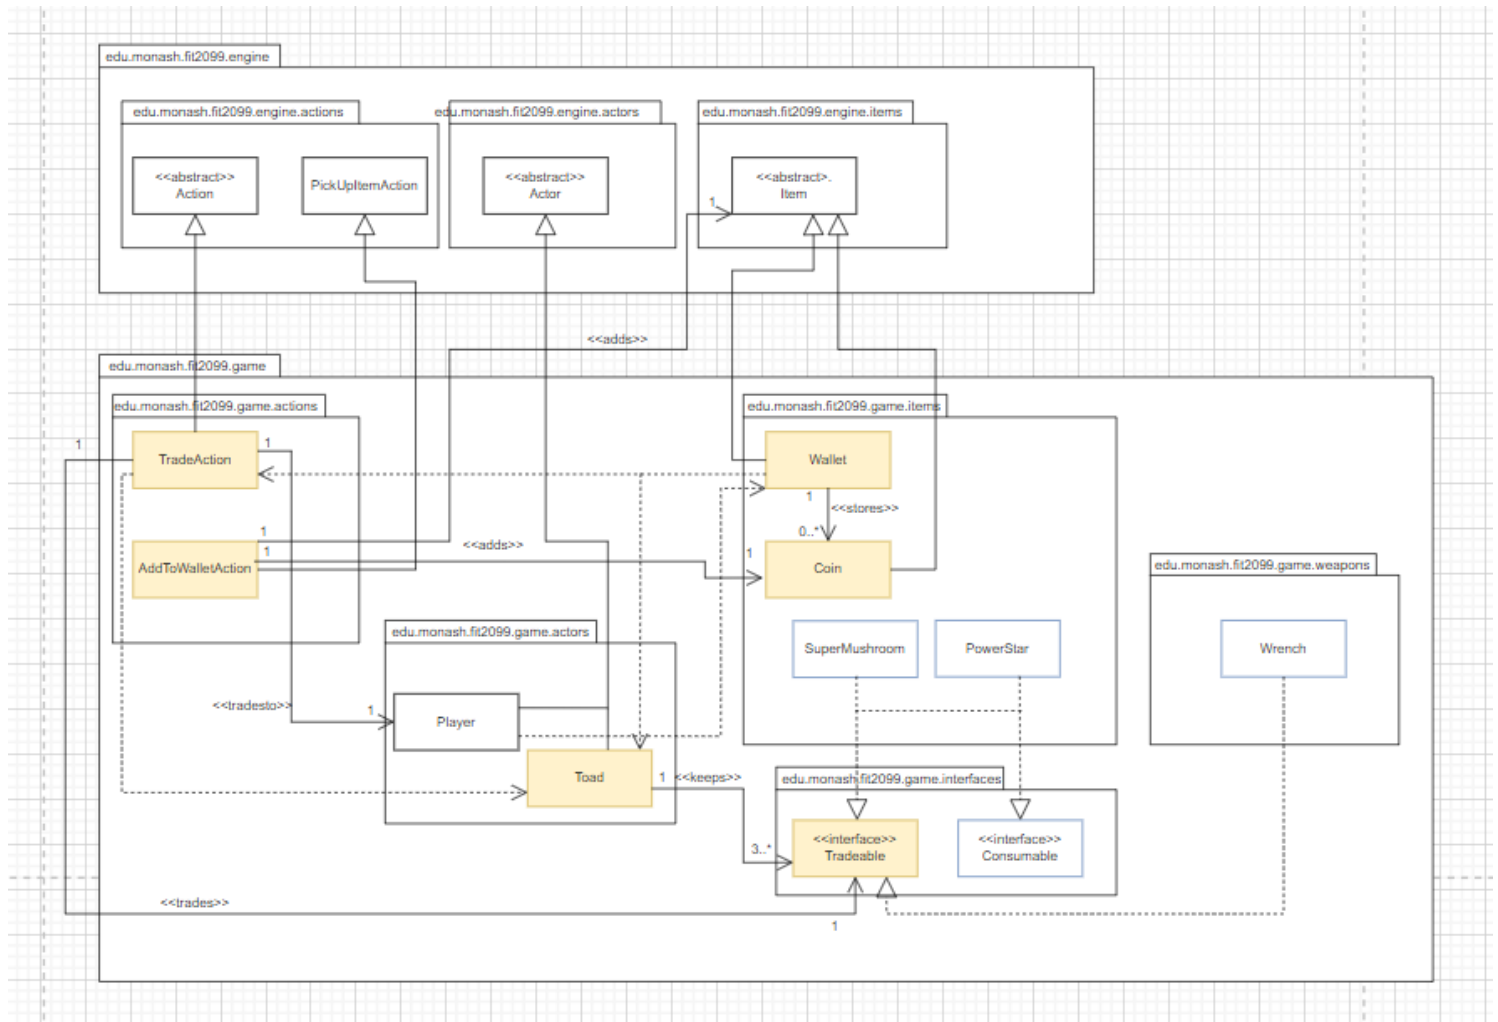 edu.monash.fit2099.engine
edu.monash.fit2099.engine.actions
edu.monash.fit2099.engine.actors
edu.monash.fit2099.engine.items
<<abstract>>
Action
PickUpItemAction
<<abstract>>
Actor
<<abstract>.
Item
1
<<adds>>
edu.monash.fit2099.game
edu.monash.fit2099.game.actions
edu.monash.fit2099.game.items
1
TradeAction
1
Wallet
1
<<stores>>
0..*
1
<<adds>>
1
1
AddToWalletAction
Coin
edu.monash.fit2099.game.weapons
edu.monash.fit2099.game.actors
SuperMushroom
PowerStar
Wrench
<<tradesto>>
1
Player
Toad
1
<<keeps>>
edu.monash.fit2099.game.interfaces
3..*
<<interface>>
Tradeable
<<interface>>
Consumable
<<trades>>
1